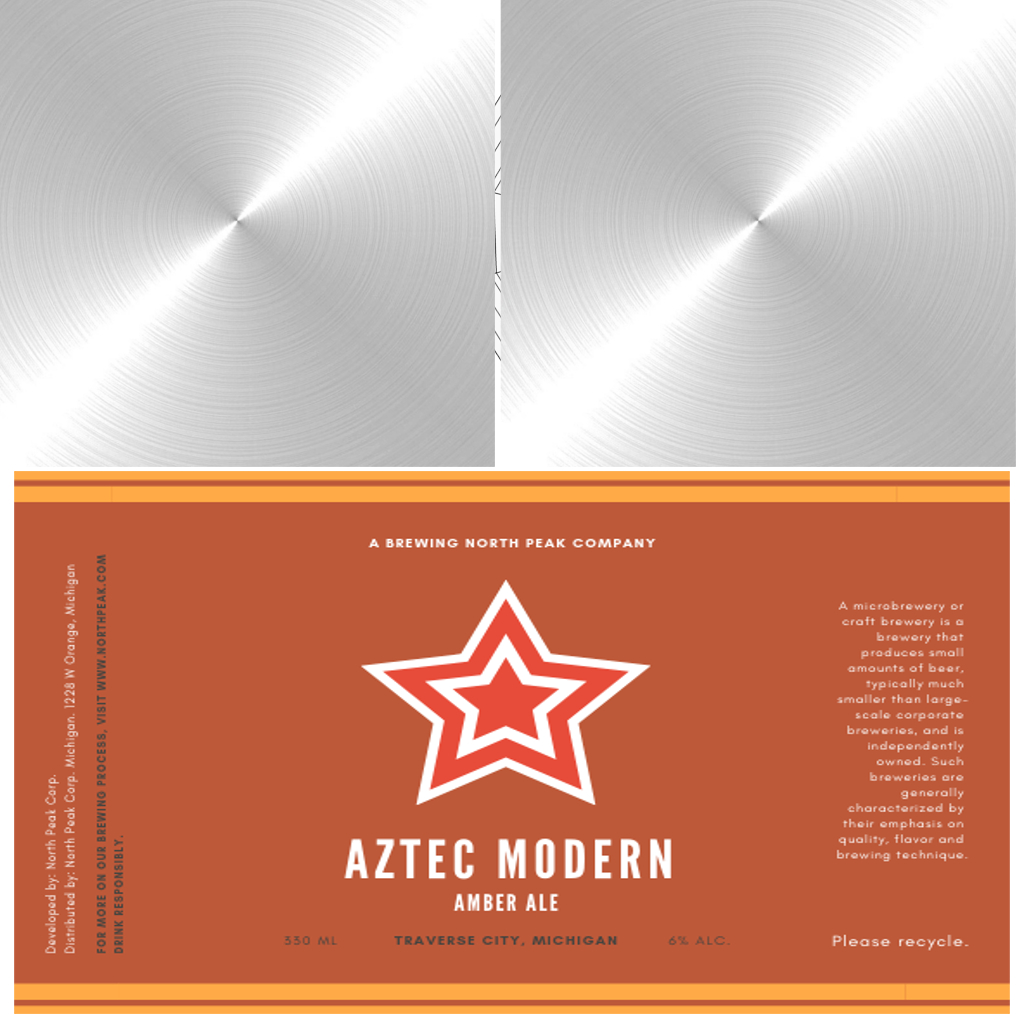 A BREWING NORTH PEAK COMPANY
AZTEC MODERN
AMBER ALE
330 ML
TRAVERSE CITY, MICHIGAN
6% ALC.
Developed by: North Peak Corp.
Distributed by: North Peak Corp. Michigan. 1228 W Orange, Michigan
FOR MORE ON OUR BREWING PROCESS, VISIT WWW.NORTHPEAK.COM
DRINK RESPONSIBLY.
A microbrewery or
craft brewery is a
brewery that
produces small
amounts of beer,
typically much
smaller than large-
scale corporate
breweries, and is
independently
owned. Such
breweries are
generally
characterized by
their emphasis on
quality, flavor and
brewing technique.
Please recycle.